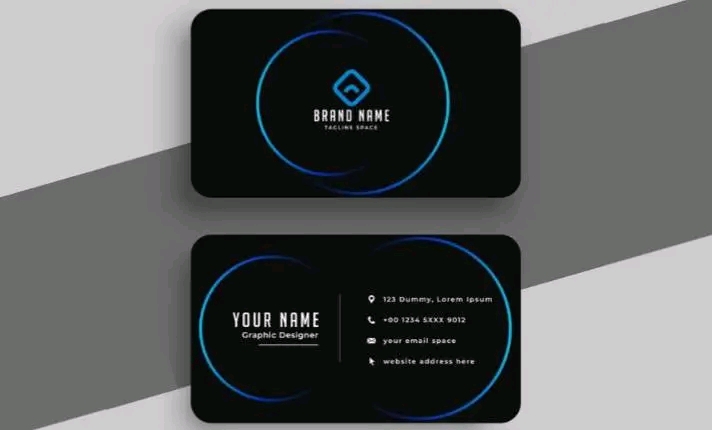 BRAND NAME
TAGLINE SPACE
YOUR NAME
Graphic Designer
123 Dummy, Lorem Ipsum
+00 1234 5XXX 9012
your email space
website address here